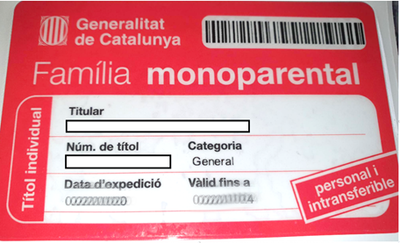 Generalitat
de Catalunya
Família monoparental
Títol individual
Titular
Núm. de títol Categoria
General
Data d'expedició Vàlid fins a
personal i
intransferible